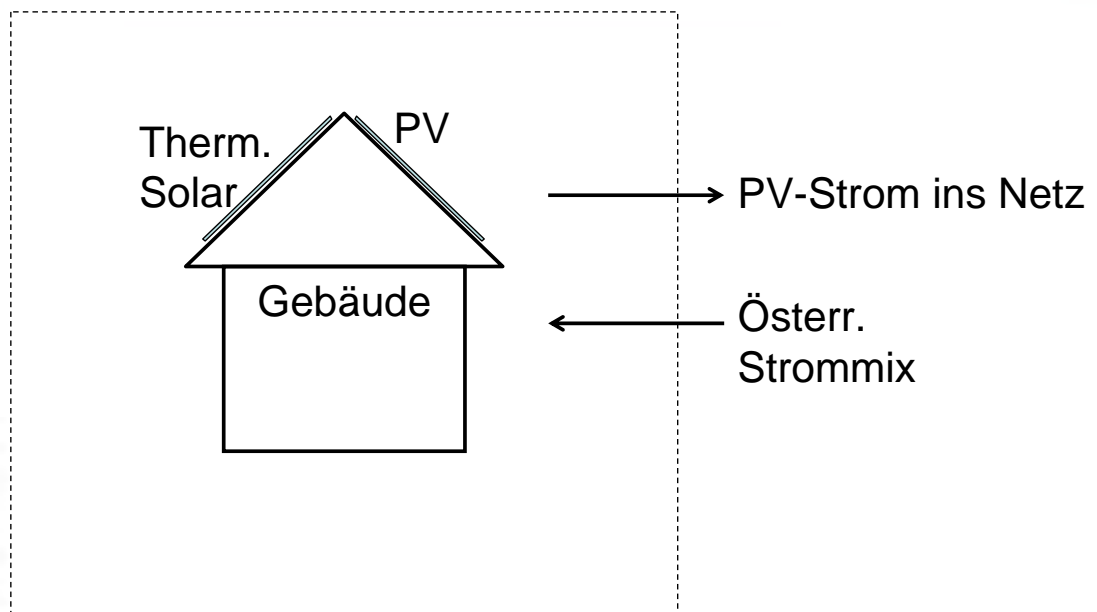 PV
Therm.
Solar
PV-Strom ins Netz
Gebäude
Österr.
Strommix